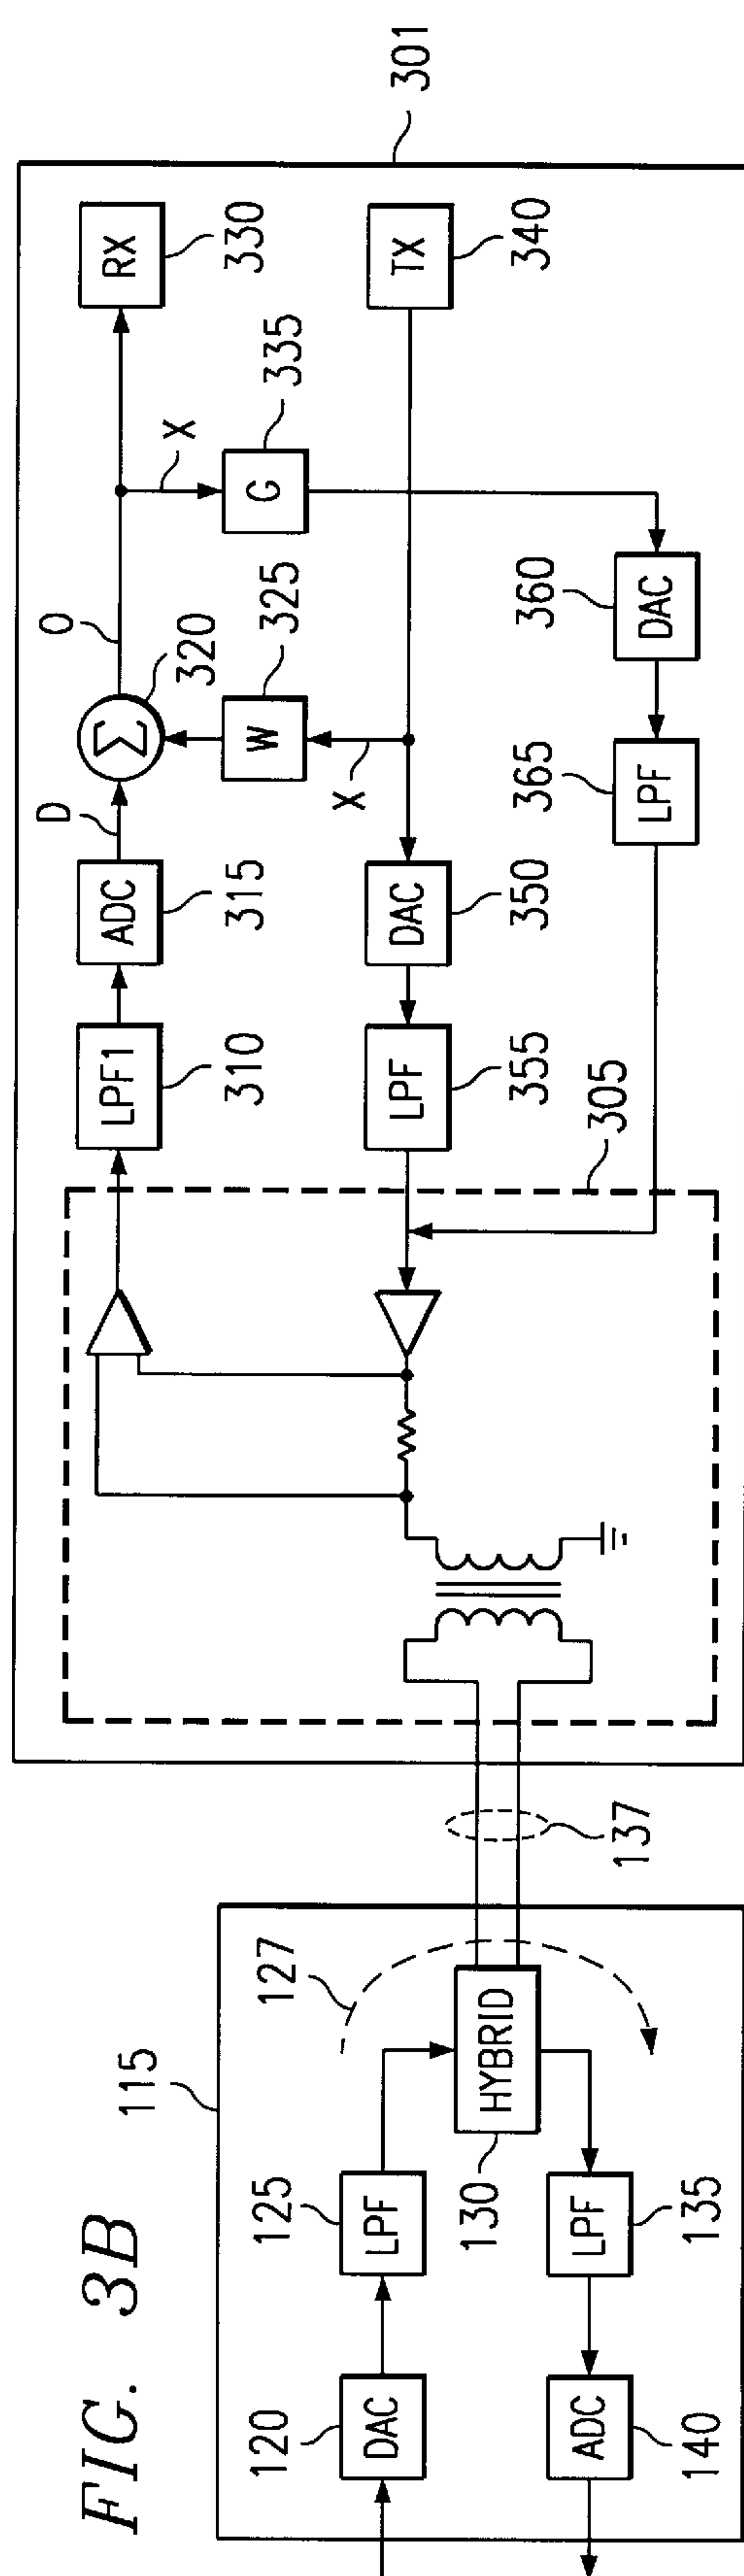 FIG. 3B
115
120
DAC
125
LPF
127
130
HYBRID
LPF
135
ADC
140
137
301
305
LPF1
310
ADC
315
D
Σ
320
O
W
325
X
X
G
335
RX
330
TX
340
DAC
350
LPF
355
360
DAC
365
LPF